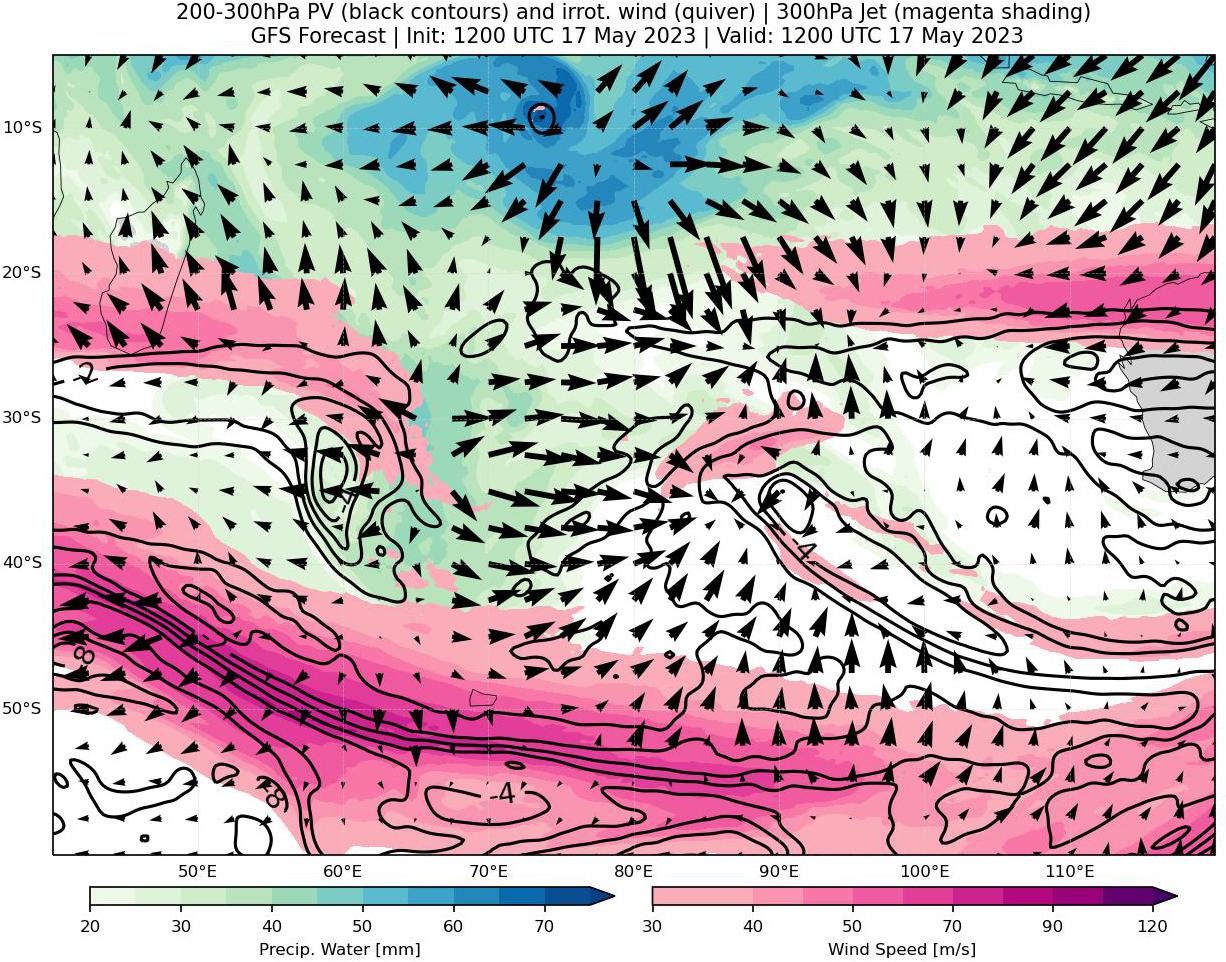 200-300hPa PV (black contours) and irrot. wind (quiver) | 300hPa Jet (magenta shading)
GFS Forecast | Init: 1200 UTC 17 May 2023 | Valid: 1200 UTC 17 May 2023
10°S
20°S
-2
30°S
-4
-4
40°S
-8
50°S
-8
-4
50°E 60°E 70°E 80°E 90°E 100°E 110°E
20 30 40 50 60 70
30 40 50 70 90 120
Precip. Water [mm] Wind Speed [m/s]